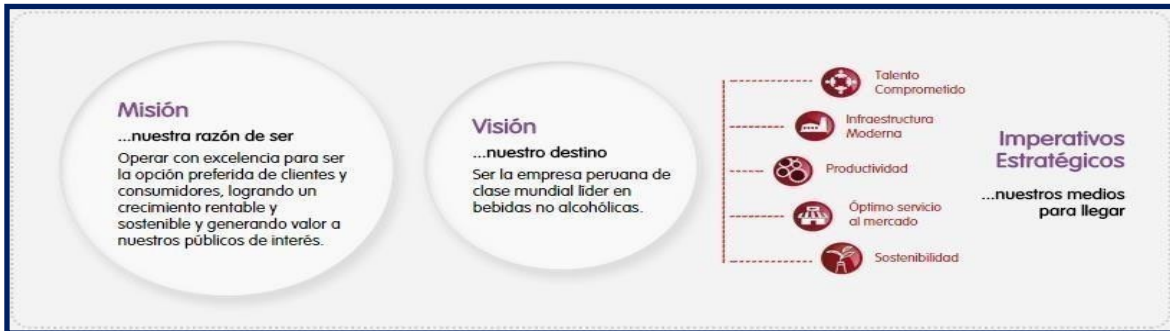 Misión
...nuestra razón de ser
Operar con excelencia para ser
la opción preferida de clientes y
consumidores, logrando un
crecimiento rentable y
sostenible y generando valor a
nuestros públicos de interés.
Visión
...nuestro destino
Ser la empresa peruana de
clase mundial líder en
bebidas no alcohólicas.
Talento
Comprometido
Infraestructura
Moderna
Productividad
Óptimo servicio
al mercado
Sostenibilidad
Imperativos
Estratégicos
...nuestros medios
para llegar